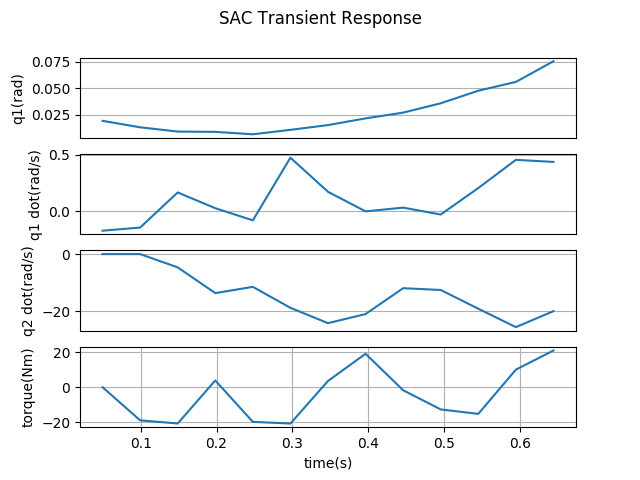 SAC Transient Response
q1(rad)
0.075
0.050
0.025
q1 dot(rad/s)
0.5
0.0
q2 dot(rad/s)
0
−20
torque(Nm)
20
0
−20
0.1 0.2 0.3 0.4 0.5 0.6
time(s)